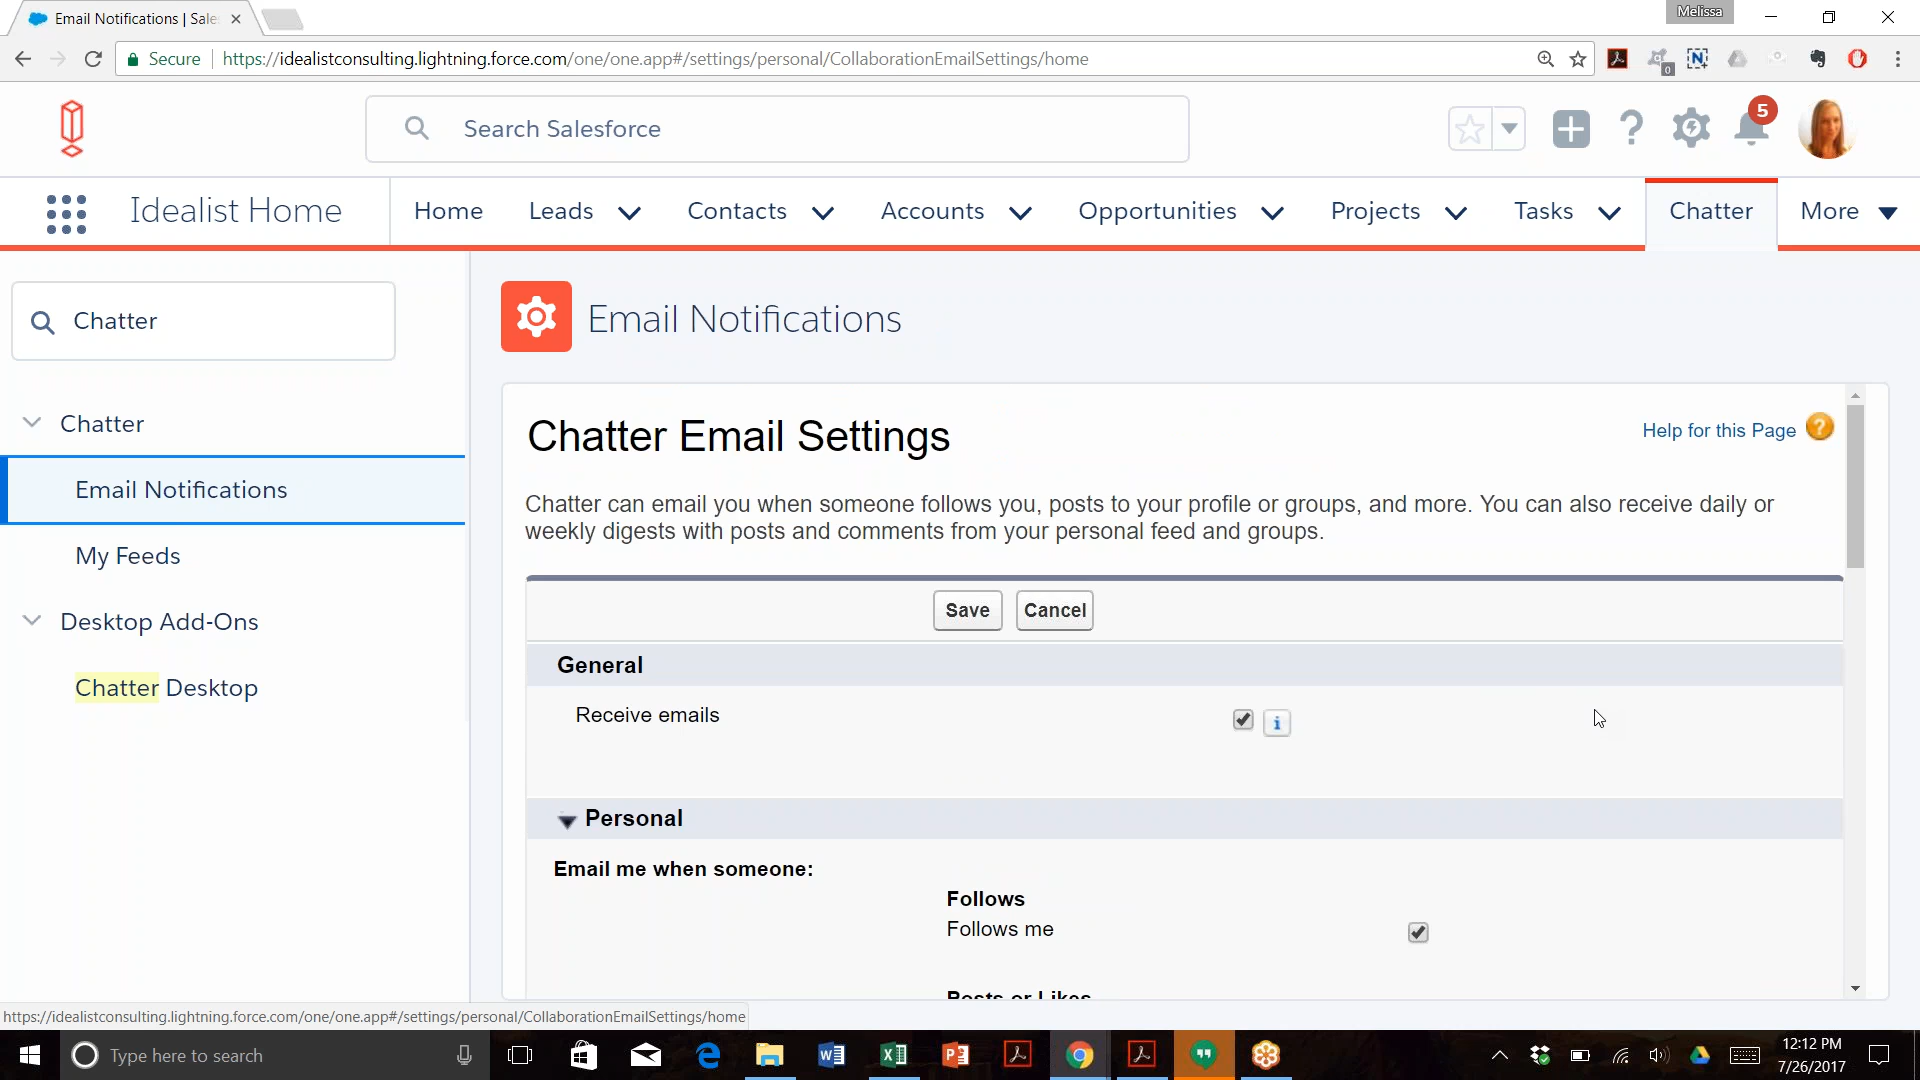 Email Notifications | Sale
Melissa
Secure
https://idealistconsulting.lightning.force.com/one/one.app#/settings/personal/CollaborationEmailSettings/home
0
Search Salesforce
5
Idealist Home
Home
Leads
Contacts
Accounts
Opportunities
Projects
Tasks
Chatter
More
Chatter
Email Notifications
Chatter
Email Notifications
My Feeds
Desktop Add-Ons
Chatter Desktop
Chatter Email Settings
Help for this Page
Chatter can email you when someone follows you, posts to your profile or groups, and more. You can also receive daily or
weekly digests with posts and comments from your personal feed and groups.
Save
Cancel
General
Receive emails
Personal
Email me when someone:
Follows
Follows me
Posts or Likes
https://idealistconsulting.lightning.force.com/one/one.app#/settings/personal/CollaborationEmailSettings/home
Type here to search
12:12 PM
7/26/2017